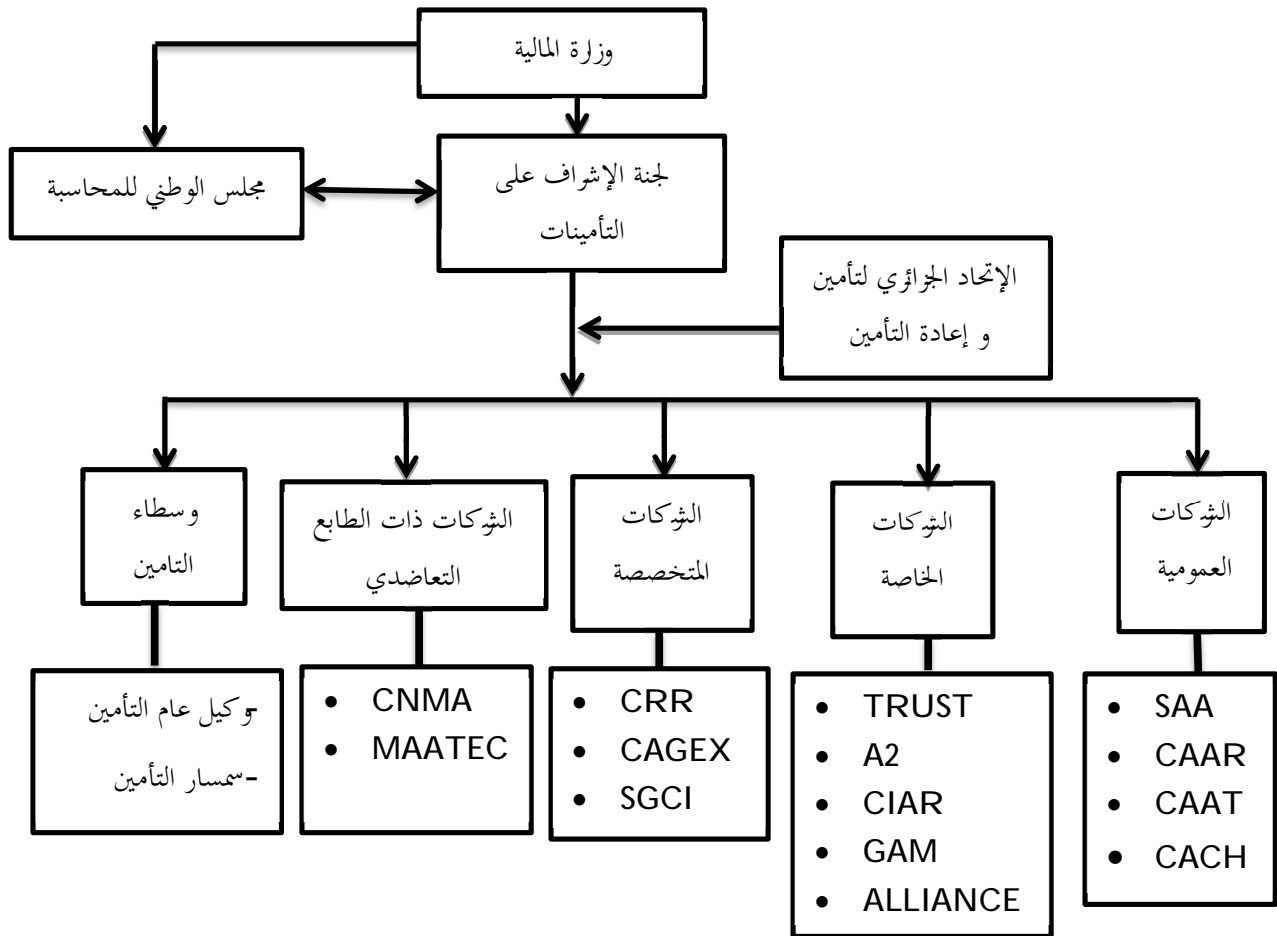 وزارة المالية
لجنة الإشراف على
التأمينات
مجلس الوطني للمحاسبة
الإتحاد الجزائري لتأمين
و إعادة التأمين
الشركات
العمومية
الشركات
الخاصة
الشركات
المتخصصة
الشركات ذات الطابع
التعاضدي
وسطاء
التامين
• SAA
• CAAR
• CAAT
• CACH
• TRUST
• A2
• CIAR
• GAM
• ALLIANCE
• CRR
• CAGEX
• SGCI
• CNMA
• MAATEC
-وكيل عام التأمين
-سمسار التأمين